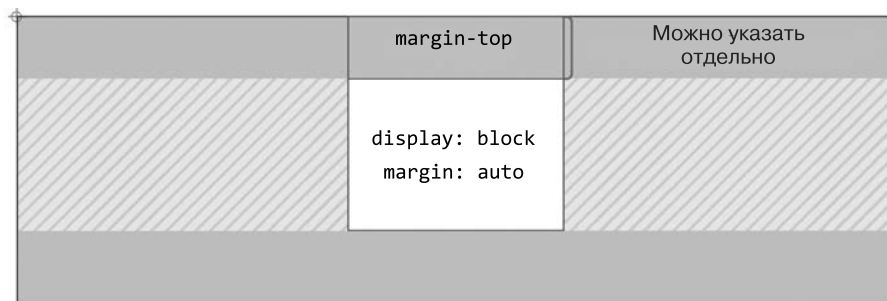 margin-top
Можно указать
отдельно
display: block
margin: auto